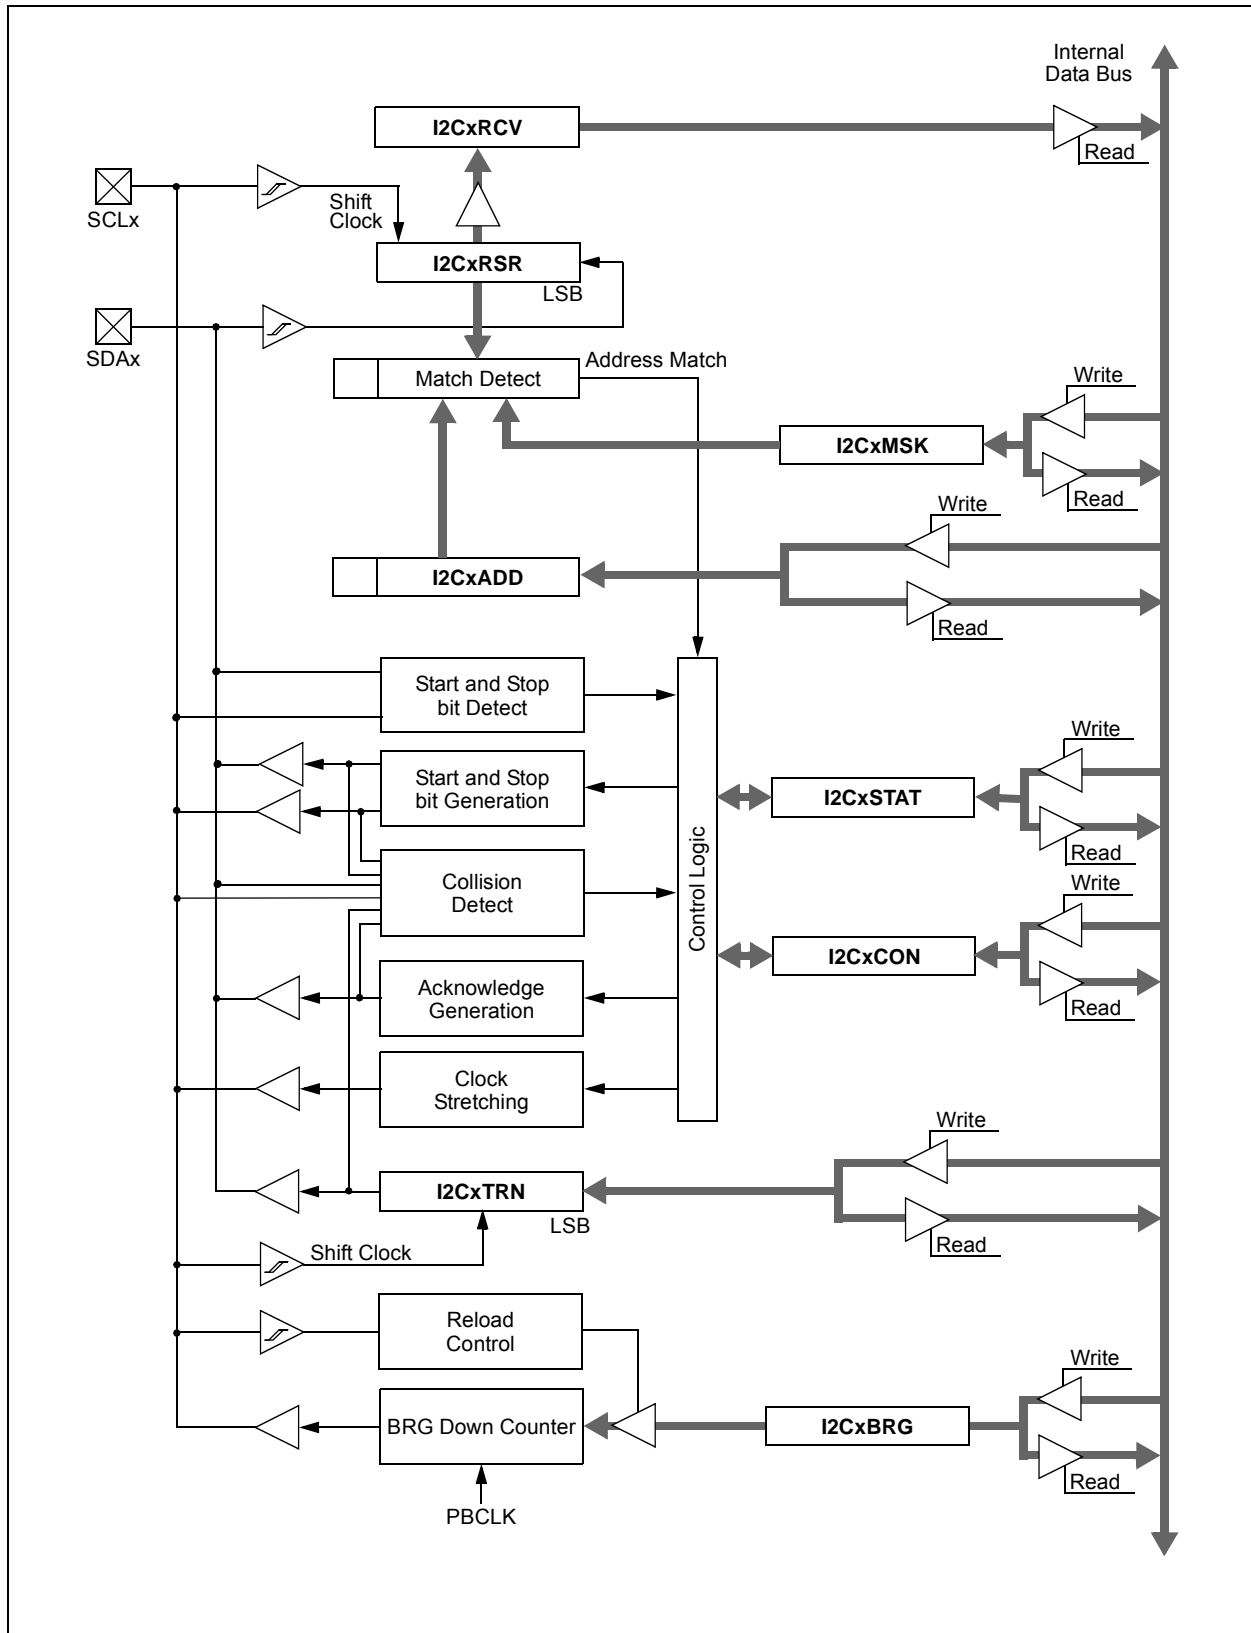 Internal
Data Bus
I2CxRCV
Read
SCLx
Shift
Clock
I2CxRSR
LSB
SDAx
Address Match
Match Detect
Write
I2CxMSK
Read
Write
I2CxADD
Read
Start and Stop
bit Detect
Write
Start and Stop
bit Generation
I2CxSTAT
Read
Control Logic
Collision
Detect
Write
I2CxCON
Acknowledge
Generation
Read
Clock
Stretching
Write
I2CxTRN
LSB
Read
Shift Clock
Reload
Control
Write
BRG Down Counter
I2CxBRG
Read
PBCLK